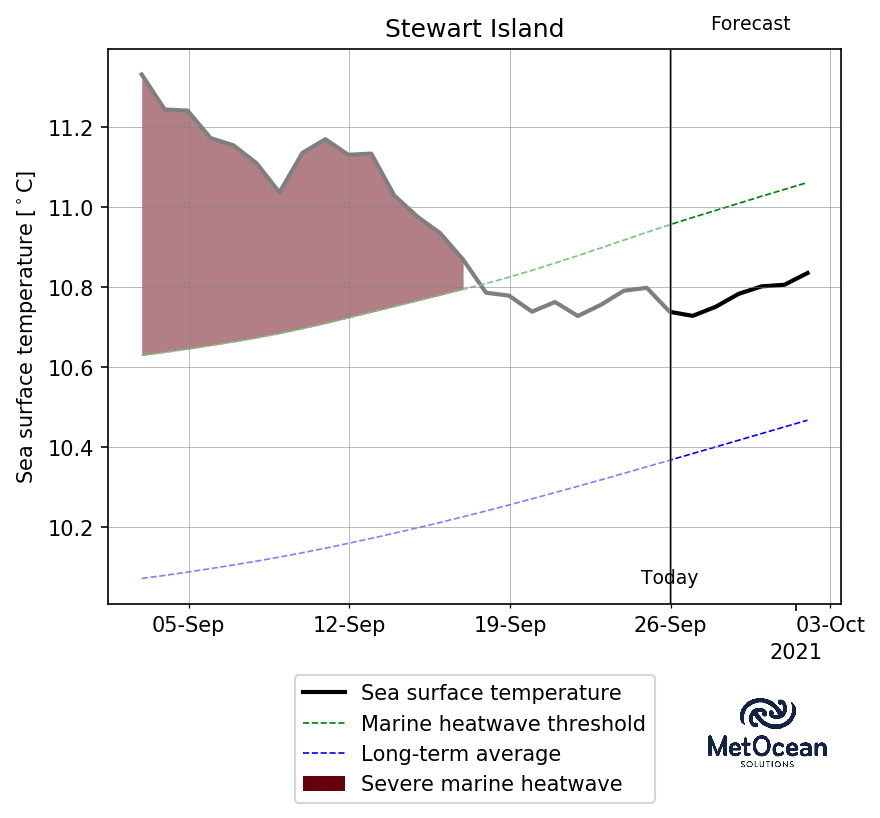 Stewart Island
Forecast
Sea surface temperature [°C]
11.2
11.0
10.8
10.6
10.4
10.2
Today
05-Sep
12-Sep
19-Sep
26-Sep
03-Oct
2021
Sea surface temperature
Marine heatwave threshold
Long-term average
Severe marine heatwave
MetOcean
SOLUTIONS